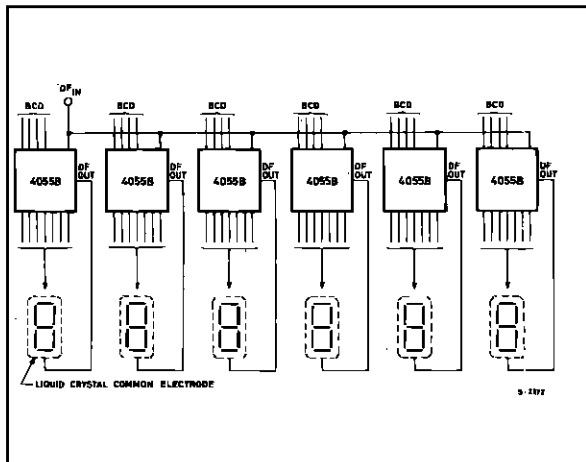 DF IN
BCD BCD BCD BCD BCD BCD
4055B DF OUT 4055B DF OUT 4055B DF OUT 4055B DF OUT 4055B DF OUT 4055B DF OUT
LIQUID CRYSTAL COMMON ELECTRODE